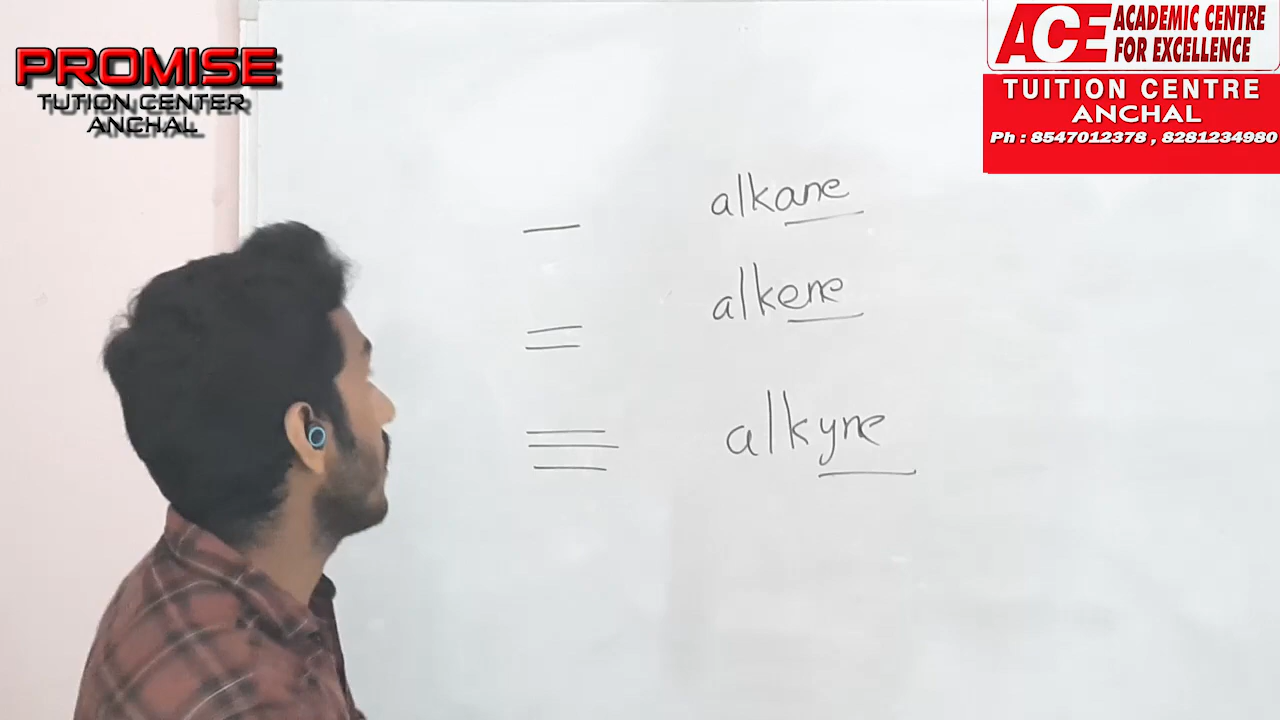 PROMISE
TUTION CENTER
ANCHAL
ACE ACADEMIC CENTRE
FOR EXCELLENCE
TUITION CENTRE
ANCHAL
Ph : 8547012378 , 8281234980
alkane
alkene
alkyne